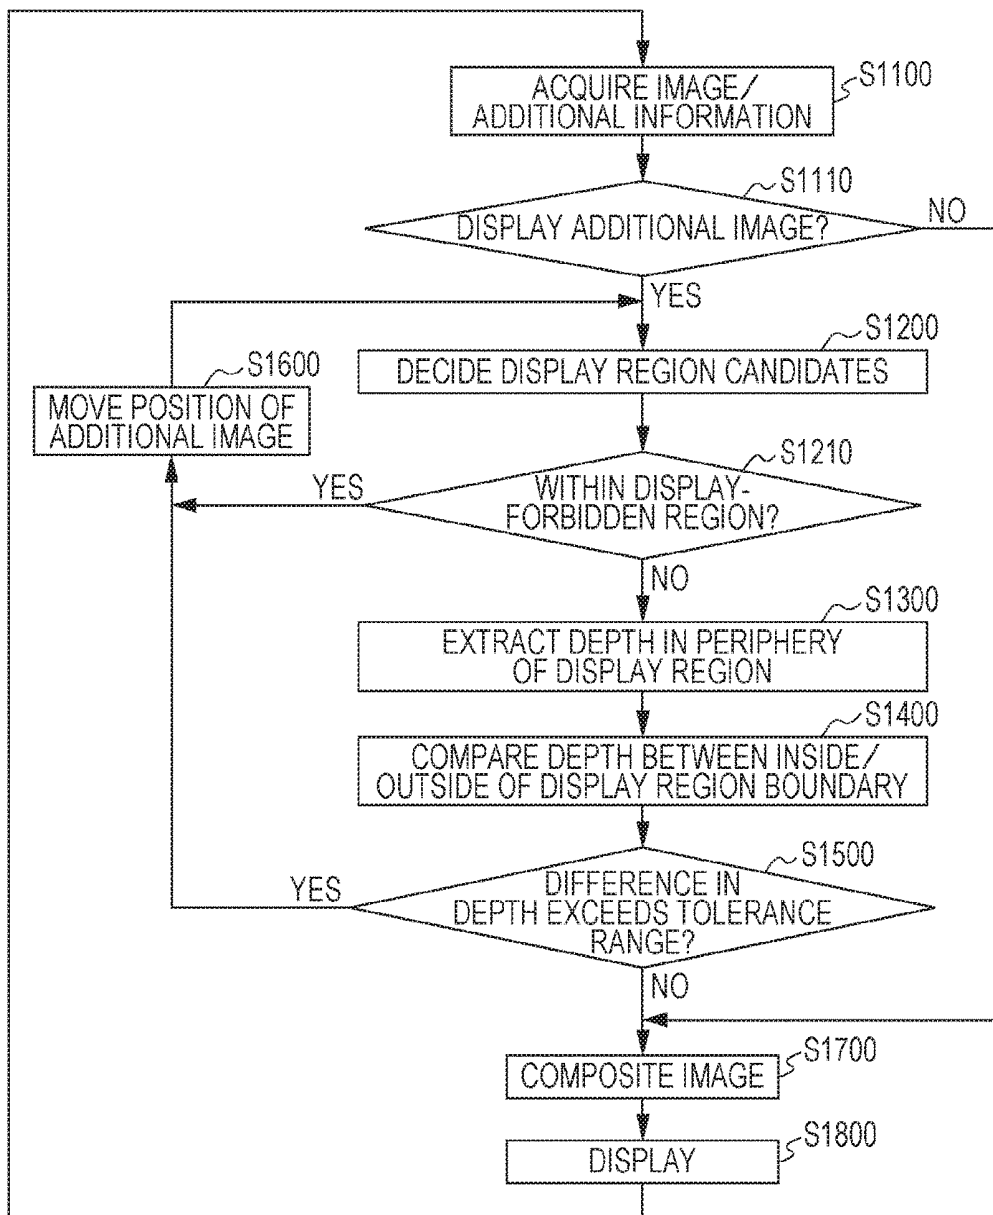 S1100
ACQUIRE IMAGE/
ADDITIONAL INFORMATION
S1110
DISPLAY ADDITIONAL IMAGE?
NO
YES
S1200
DECIDE DISPLAY REGION CANDIDATES
S1600
MOVE POSITION OF
ADDITIONAL IMAGE
S1210
YES
WITHIN DISPLAY-
FORBIDDEN REGION?
NO
S1300
EXTRACT DEPTH IN PERIPHERY
OF DISPLAY REGION
S1400
COMPARE DEPTH BETWEEN INSIDE/
OUTSIDE OF DISPLAY REGION BOUNDARY
S1500
YES
DIFFERENCE IN
DEPTH EXCEEDS TOLERANCE
RANGE?
NO
S1700
COMPOSITE IMAGE
S1800
DISPLAY